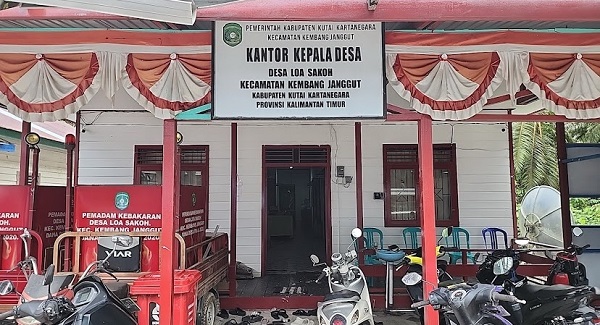 PEMERINTAH KABUPATEN KUTAI KARTANEGARA
KECAMATAN KEMBANG JANGGUT
KANTOR KEPALA DESA
DESA LOA SAKOH
KECAMATAN KEMBANG JANGGUT
KABUPATEN KUTAI KARTANEGARA
PROVINSI KALIMANTAN TIMUR
PEMADAM KEBAKARAN
DESA LOA SAKOH.
KEC. KEMBANG JANGGUT
VIAR